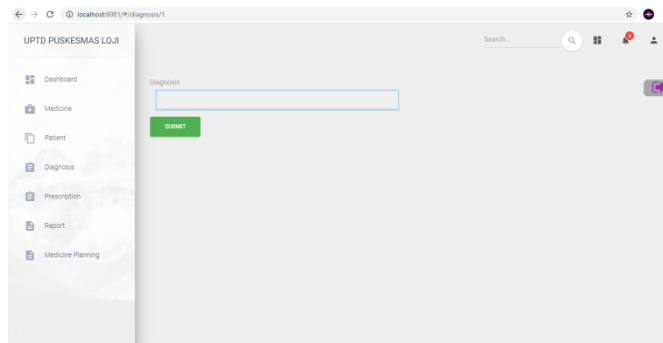 localhost:8081/#/diagnosis/1
UPTD PUSKESMAS LOJI
Search...
Dashboard
Medicine
Patient
Diagnosis
Prescription
Report
Medicine Planning
Diagnosis
SUBMIT